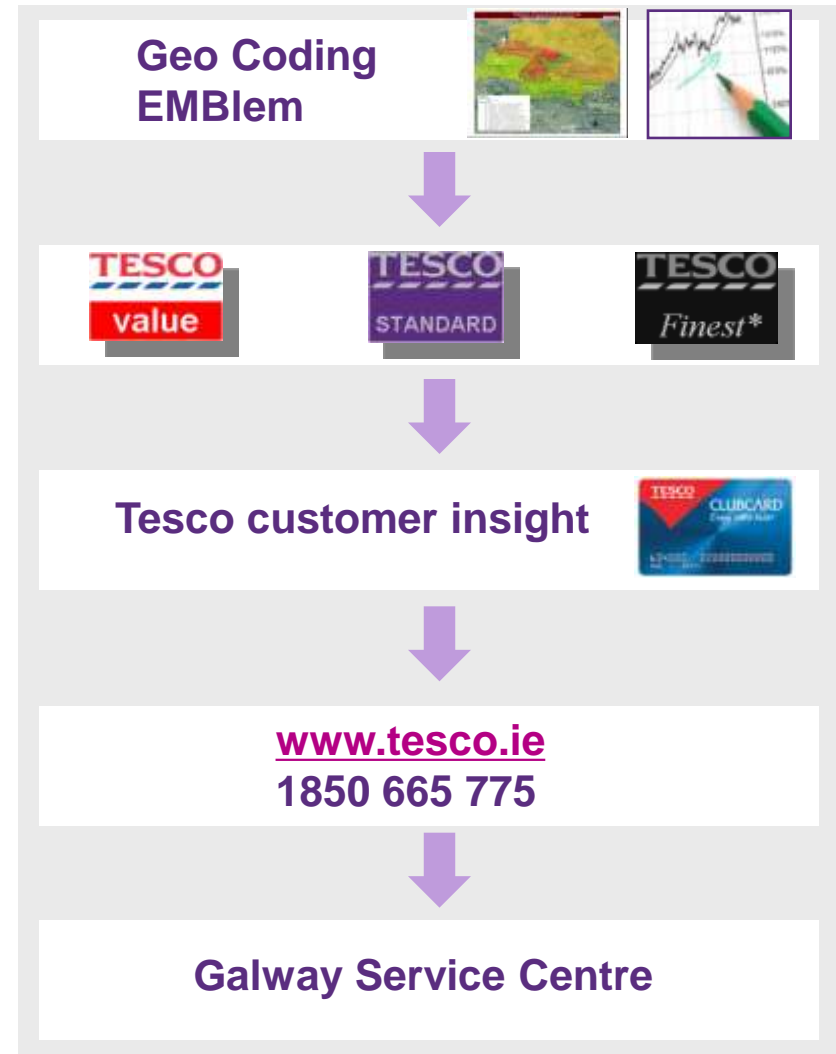 Geo Coding
EMBlem
TESCO
value
TESCO
STANDARD
TESCO
Finest*
Tesco customer insight
TESCO
CLUBCARD
www.tesco.ie
1850 665 775
Galway Service Centre